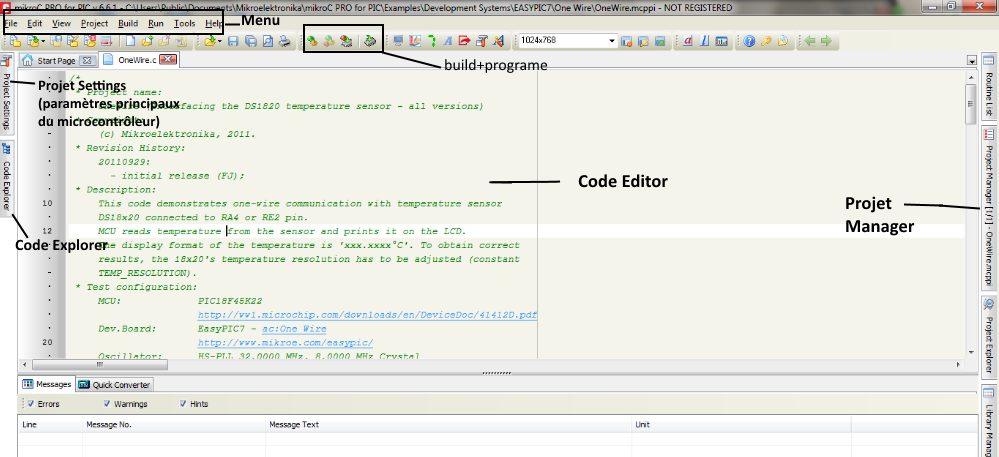 mikroC PRO for PIC v.6.6.1 - C:\Users\Public\Documents\Mikroelektronika\mikroC PRO for PIC\Examples\Development Systems\EASYPIC7\One Wire\OneWire.mcppi - NOT REGISTERED
File Edit View Project Build Run Tools Help
Menu
1024x768
build+programe
Start Page OneWire.c
Project Settings
Code Explorer
Projet Settings
(paramètres principaux
du microcontrôleur)
Code Explorer
/*
* Project name:
* Copyright:
(c) Mikroelektronika, 2011.
* Revision History:
20110929:
- initial release (FJ);
* Description:
10 This code demonstrates one-wire communication with temperature sensor
DS18x20 connected to RA4 or RE2 pin.
12 MCU reads temperature from the sensor and prints it on the LCD.
The display format of the temperature is 'xxx.xxxx°C'. To obtain correct
results, the 18x20's temperature resolution has to be adjusted (constant
TEMP_RESOLUTION).
* Test configuration:
MCU: PIC18F45K22
http://ww1.microchip.com/downloads/en/DeviceDoc/41412D.pdf
Dev.Board: EasyPIC7 - ac:One Wire
20 http://www.mikroe.com/easypic/
Oscillator: HS-PLL 32.0000 MHz, 8.0000 MHz Crystal
Code Editor
Projet
Manager
Routine List
Project Manager [1/1] - OneWire.mcppi
Project Explorer
Library Manag
Messages Quick Converter
Errors Warnings Hints
Line Message No. Message Text Unit